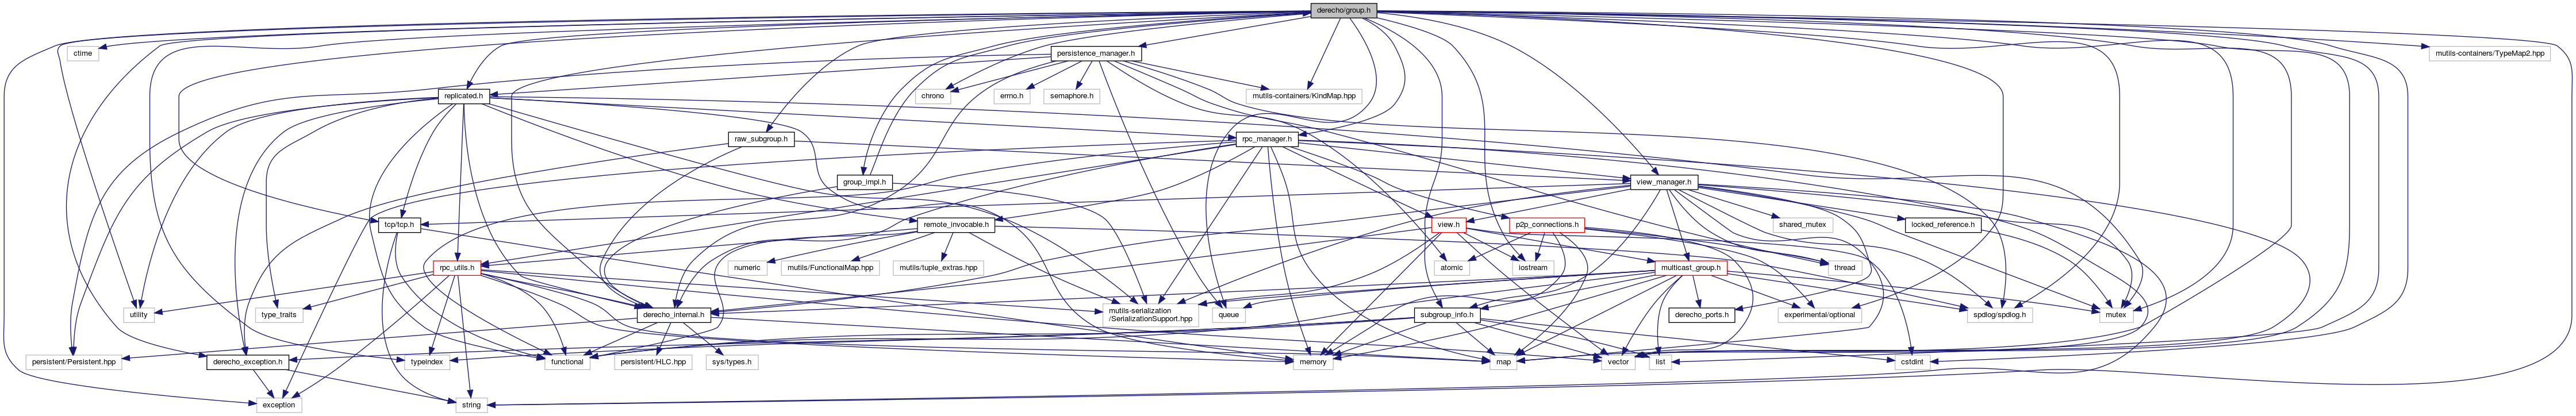 derecho/group.h
ctime
persistence_manager.h
mutils-containers/TypeMap2.hpp
replicated.h
chrono
errno.h
semaphore.h
mutils-containers/KindMap.hpp
raw_subgroup.h
rpc_manager.h
group_impl.h
view_manager.h
tcp/tcp.h
remote_invocable.h
view.h
p2p_connections.h
shared_mutex
locked_reference.h
rpc_utils.h
numeric
mutils/FunctionalMap.hpp
mutils/tuple_extras.hpp
atomic
iostream
multicast_group.h
thread
utility
type_traits
derecho_internal.h
mutils-serialization
/SerializationSupport.hpp
queue
subgroup_info.h
derecho_ports.h
experimental/optional
spdlog/spdlog.h
mutex
persistent/Persistent.hpp
derecho_exception.h
typeindex
functional
persistent/HLC.hpp
sys/types.h
memory
map
vector
list
cstdint
exception
string